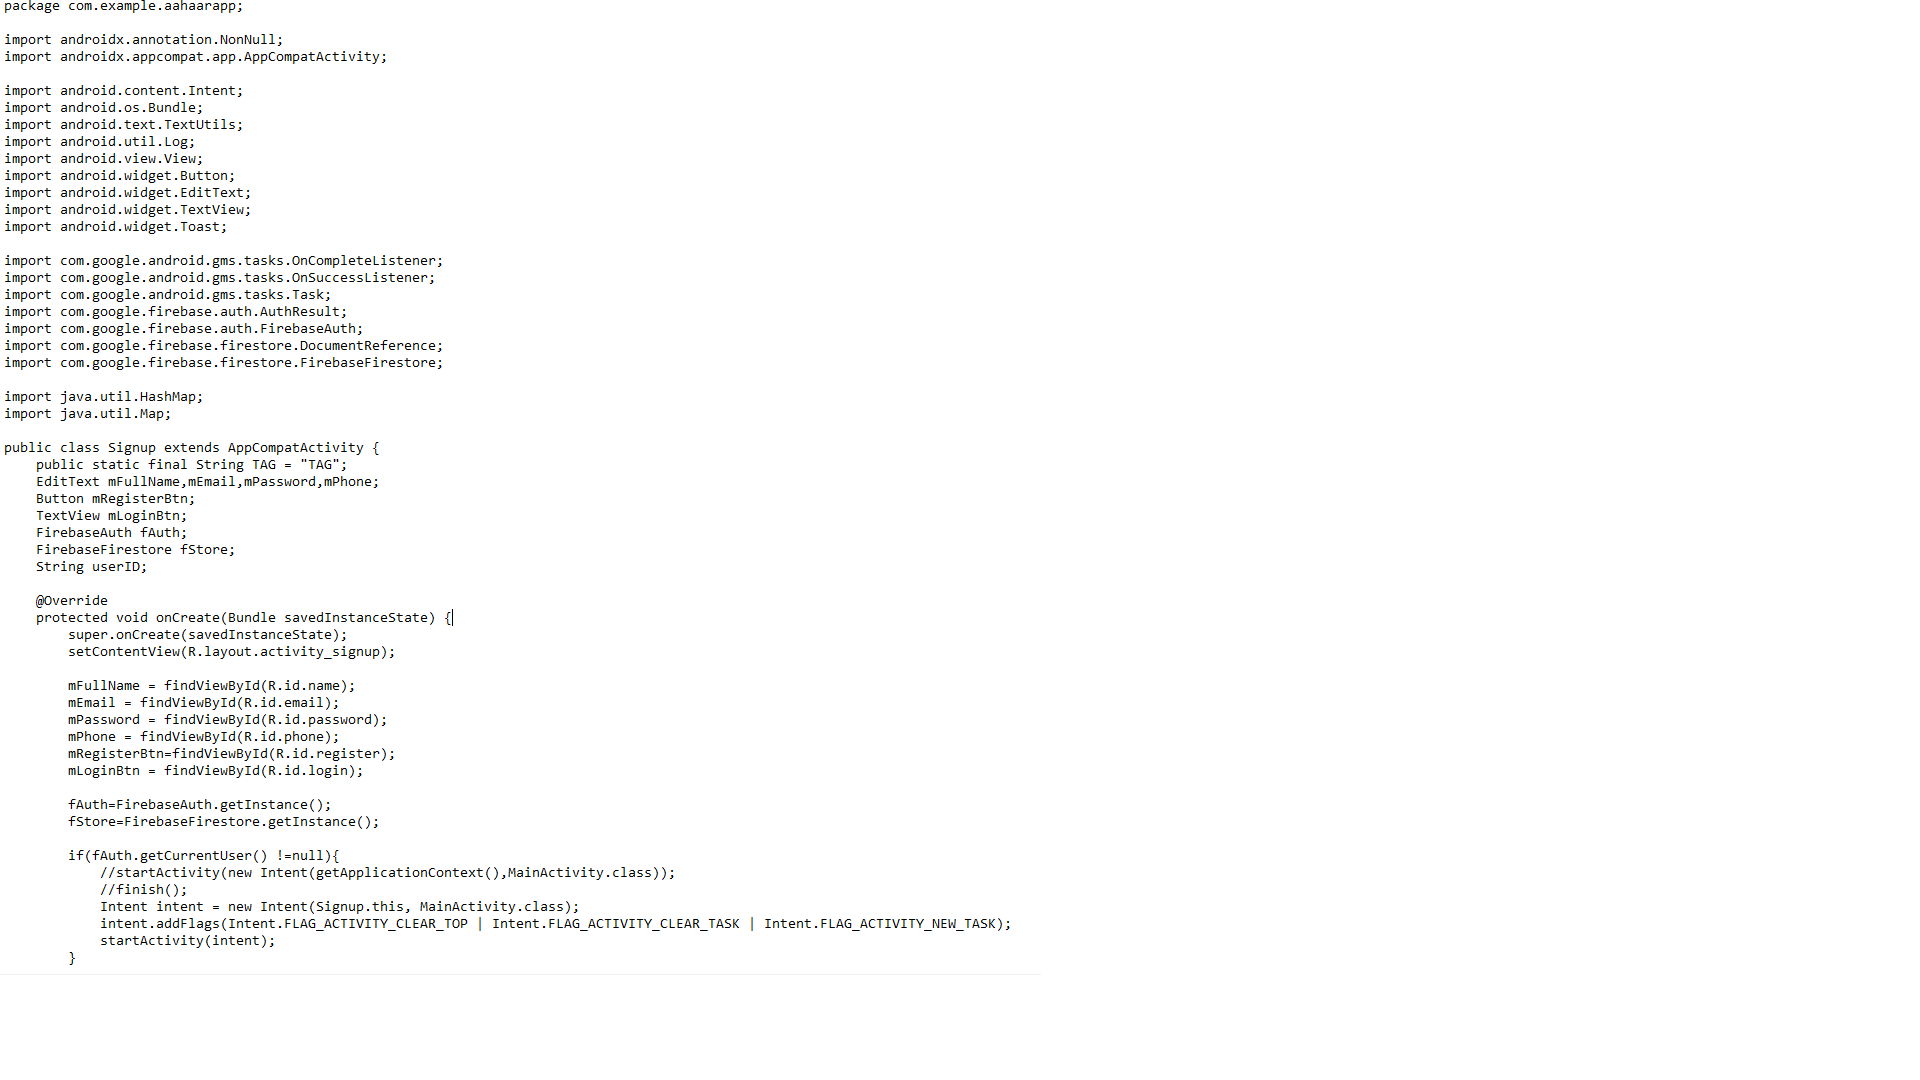 package com.example.aahaarapp;
import androidx.annotation.NonNull;
import androidx.appcompat.app.AppCompatActivity;
import android.content.Intent;
import android.os.Bundle;
import android.text.TextUtils;
import android.util.Log;
import android.view.View;
import android.widget.Button;
import android.widget.EditText;
import android.widget.TextView;
import android.widget.Toast;
import com.google.android.gms.tasks.OnCompleteListener;
import com.google.android.gms.tasks.OnSuccessListener;
import com.google.android.gms.tasks.Task;
import com.google.firebase.auth.AuthResult;
import com.google.firebase.auth.FirebaseAuth;
import com.google.firebase.firestore.DocumentReference;
import com.google.firebase.firestore.FirebaseFirestore;
import java.util.HashMap;
import java.util.Map;
public class Signup extends AppCompatActivity {
    public static final String TAG = "TAG";
    EditText mFullName,mEmail,mPassword,mPhone;
    Button mRegisterBtn;
    TextView mLoginBtn;
    FirebaseAuth fAuth;
    FirebaseFirestore fStore;
    String userID;
    @Override
    protected void onCreate(Bundle savedInstanceState) {
        super.onCreate(savedInstanceState);
        setContentView(R.layout.activity_signup);
        mFullName = findViewById(R.id.name);
        mEmail = findViewById(R.id.email);
        mPassword = findViewById(R.id.password);
        mPhone = findViewById(R.id.phone);
        mRegisterBtn=findViewById(R.id.register);
        mLoginBtn = findViewById(R.id.login);
        fAuth=FirebaseAuth.getInstance();
        fStore=FirebaseFirestore.getInstance();
        if(fAuth.getCurrentUser() !=null){
            //startActivity(new Intent(getApplicationContext(),MainActivity.class));
            //finish();
            Intent intent = new Intent(Signup.this, MainActivity.class);
            intent.addFlags(Intent.FLAG_ACTIVITY_CLEAR_TOP | Intent.FLAG_ACTIVITY_CLEAR_TASK | Intent.FLAG_ACTIVITY_NEW_TASK);
            startActivity(intent);
        }